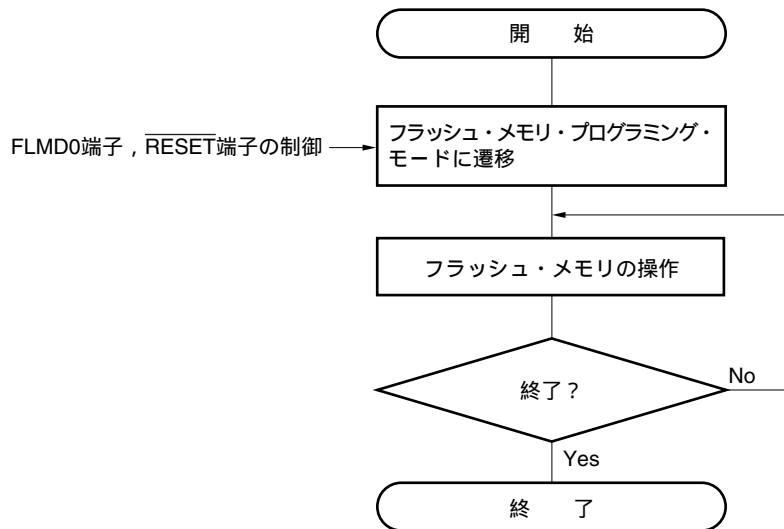 開　始
FLMD0端子，RESET端子の制御
フラッシュ・メモリ・プログラミング・
モードに遷移
フラッシュ・メモリの操作
終了？
No
Yes
終　了